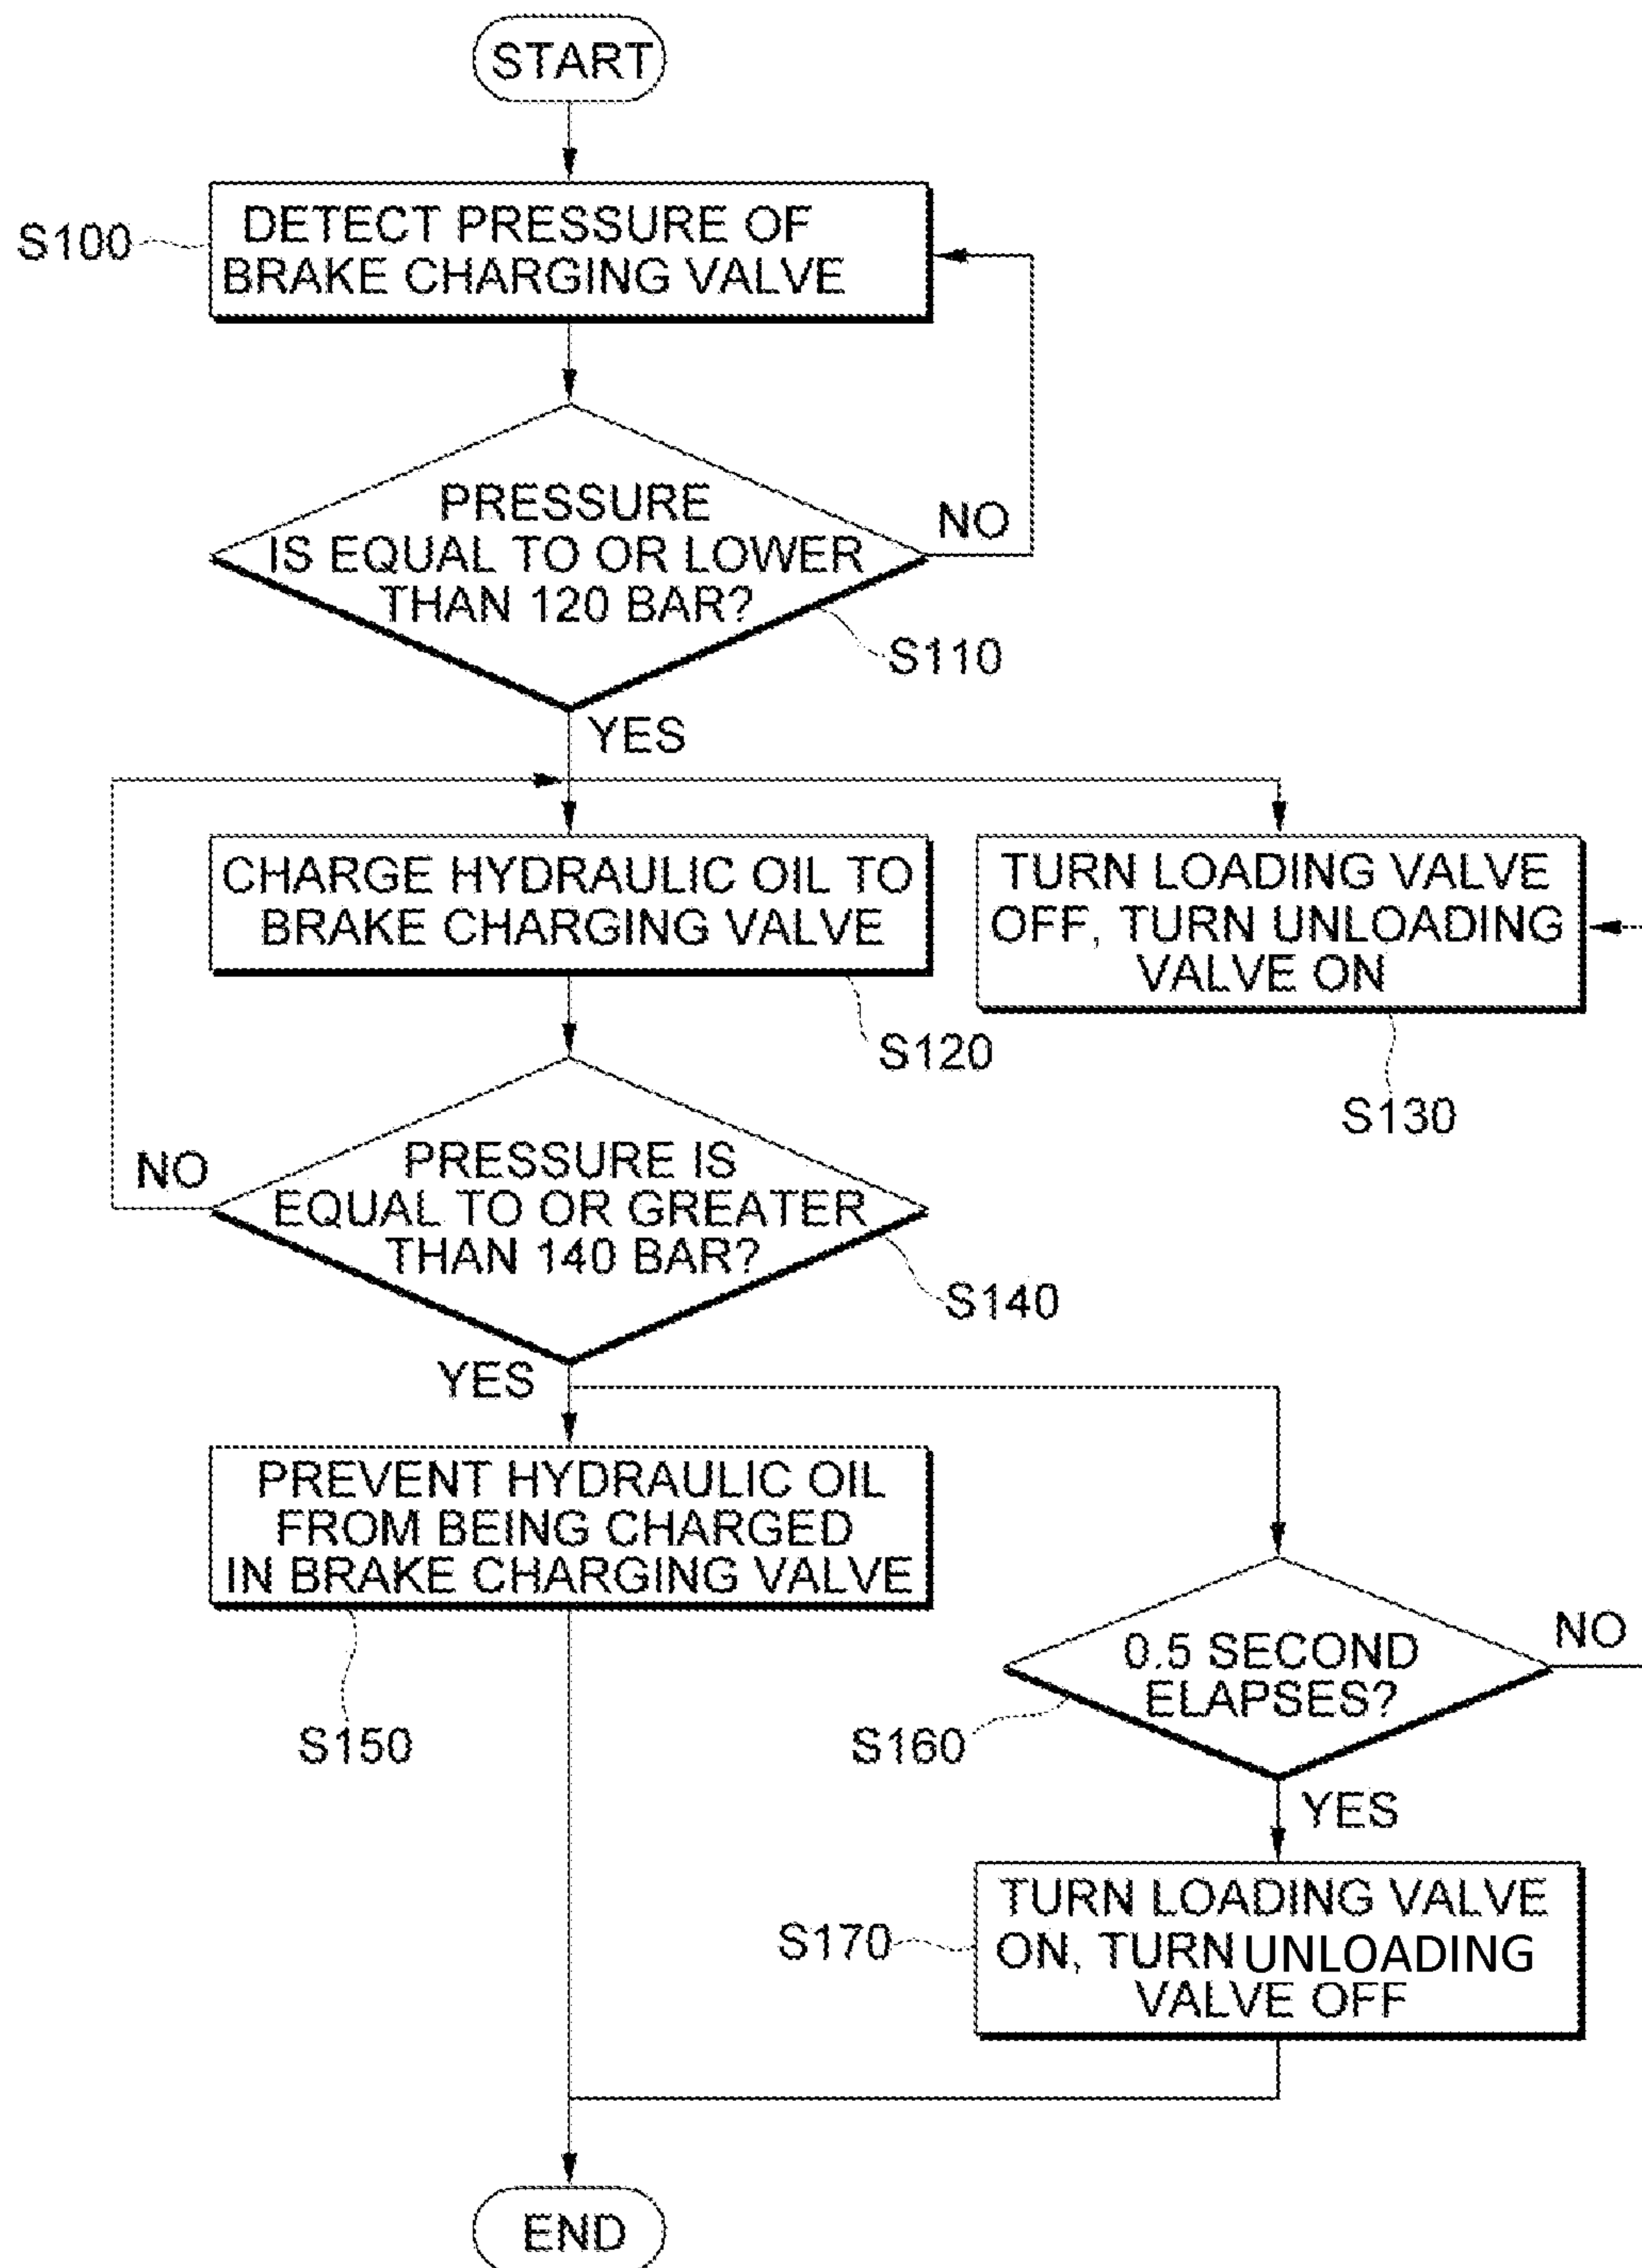 START
S100
DETECT PRESSURE OF
BRAKE CHARGING VALVE
PRESSURE
IS EQUAL TO OR LOWER
THAN 120 BAR?
NO
S110
YES
CHARGE HYDRAULIC OIL TO
BRAKE CHARGING VALVE
S120
TURN LOADING VALVE
OFF, TURN UNLOADING
VALVE ON
S130
NO
PRESSURE IS
EQUAL TO OR GREATER
THAN 140 BAR?
S140
YES
PREVENT HYDRAULIC OIL
FROM BEING CHARGED
IN BRAKE CHARGING VALVE
S150
0.5 SECOND
ELAPSES?
NO
S160
YES
S170
TURN LOADING VALVE
ON, TURN UNLOADING
VALVE OFF
END